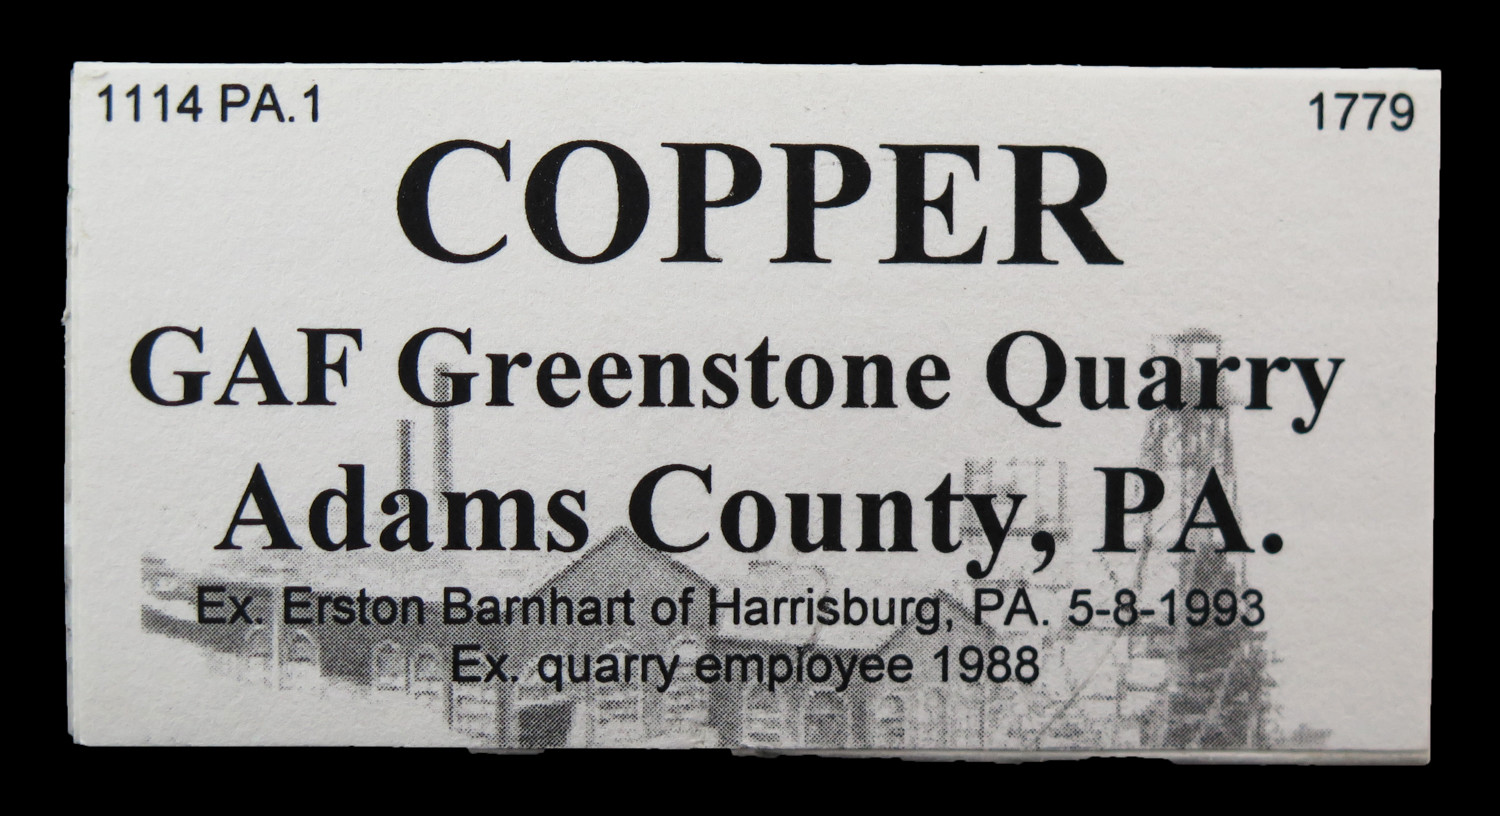 1114 PA.1 1779
COPPER
GAF Greenstone Quarry
Adams County, PA.
Ex. Erston Barnhart of Harrisburg, PA. 5-8-1993
Ex. quarry employee 1988